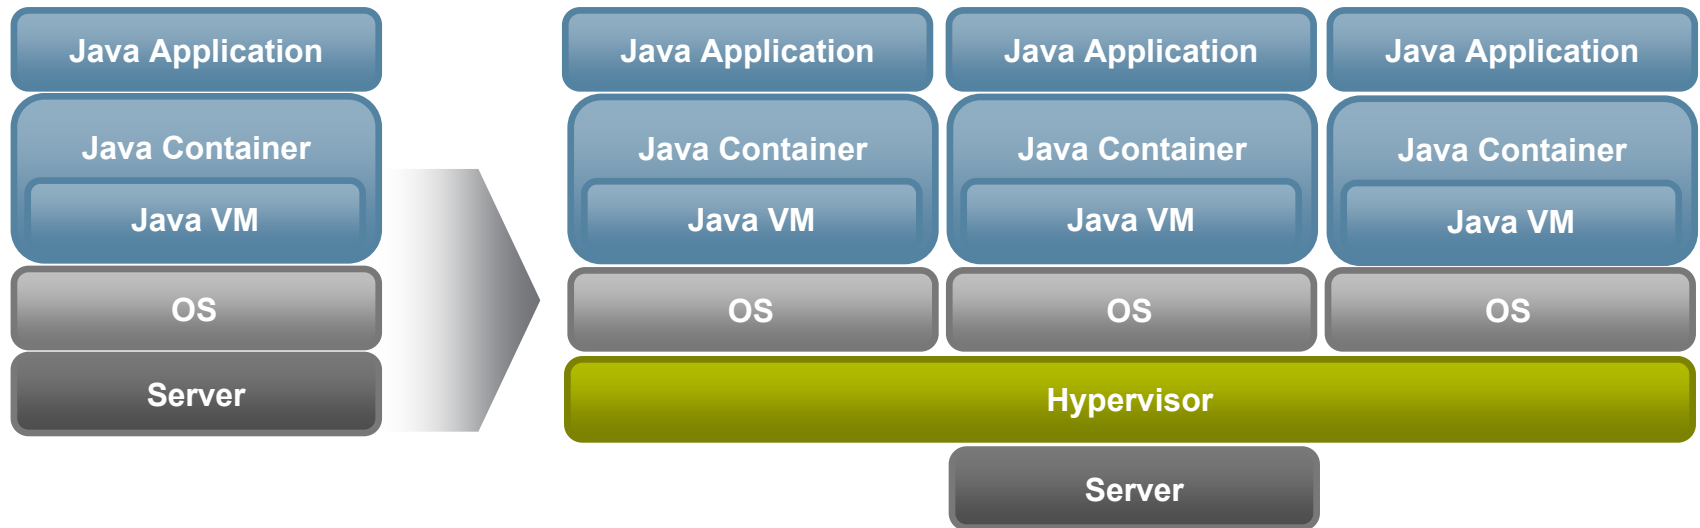 Java Application
Java Container
Java VM
OS
Server
Java Application
Java Application
Java Application
Java Container
Java Container
Java Container
Java VM
Java VM
Java VM
OS
OS
OS
Hypervisor
Server